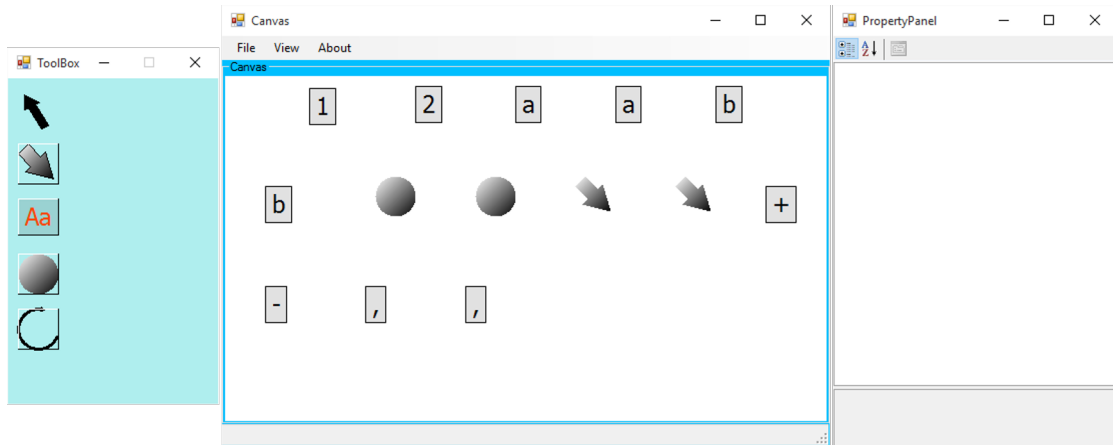 Canvas
PropertyPanel
ToolBox
File View About
Canvas
A
Z
1 2 a a b
b +
Aa
- , ,